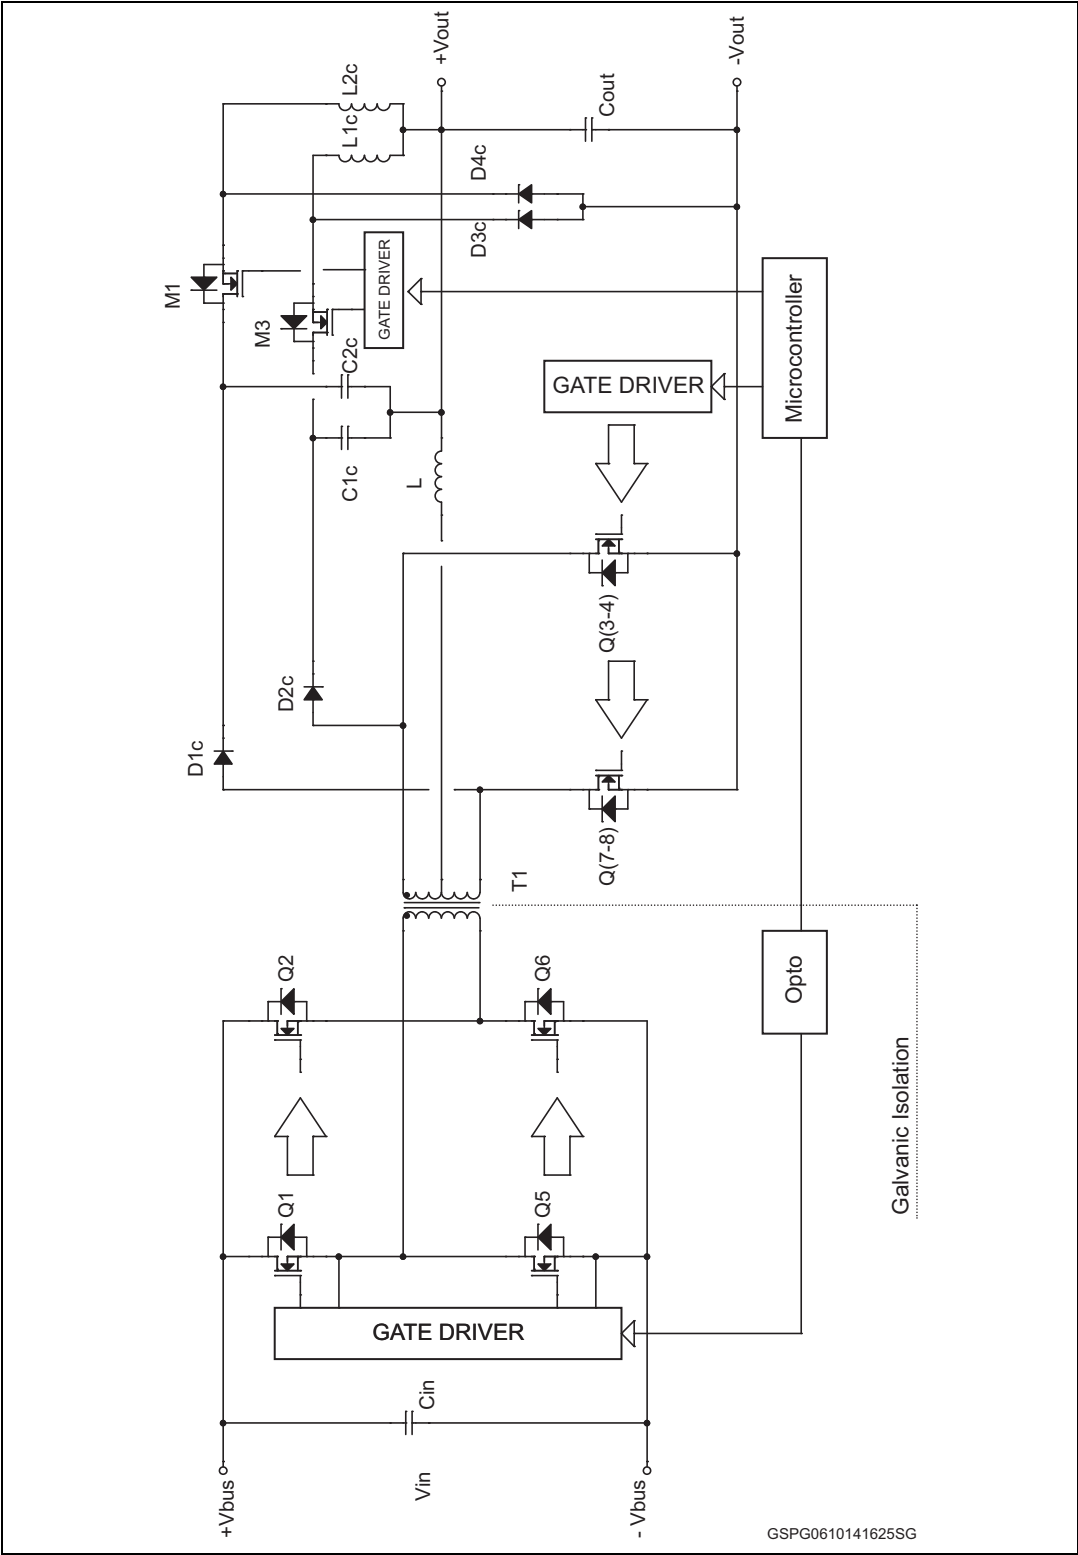 +Vbus
Vin
- Vbus
Cin
GATE DRIVER
Q1
Q5
Q2
Q6
Galvanic Isolation
Opto
T1
D1c
D2c
Q(7-8)
Q(3-4)
L
C1c
C2c
GATE DRIVER
Microcontroller
M1
M3
GATE DRIVER
D3c
D4c
L1c
L2c
Cout
+Vout
-Vout
GSPG0610141625SG